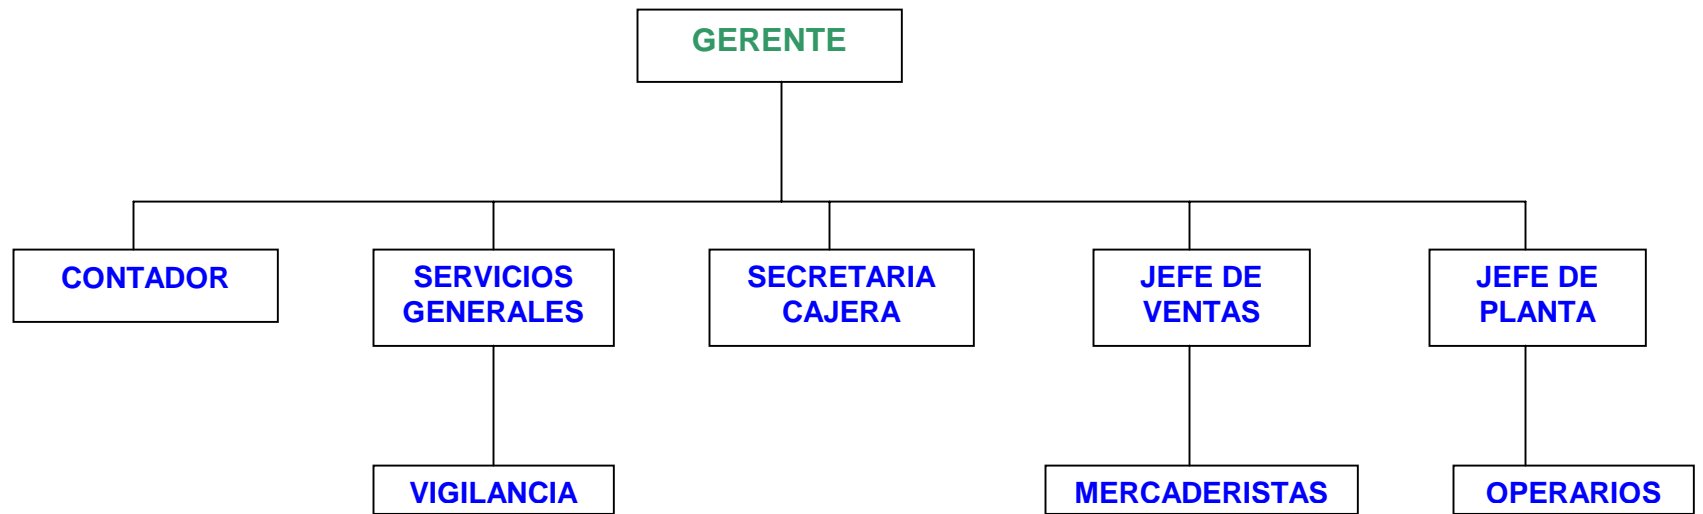 GERENTE
CONTADOR
SERVICIOS
GENERALES
SECRETARIA
CAJERA
JEFE DE
VENTAS
JEFE DE
PLANTA
VIGILANCIA
MERCADERISTAS
OPERARIOS